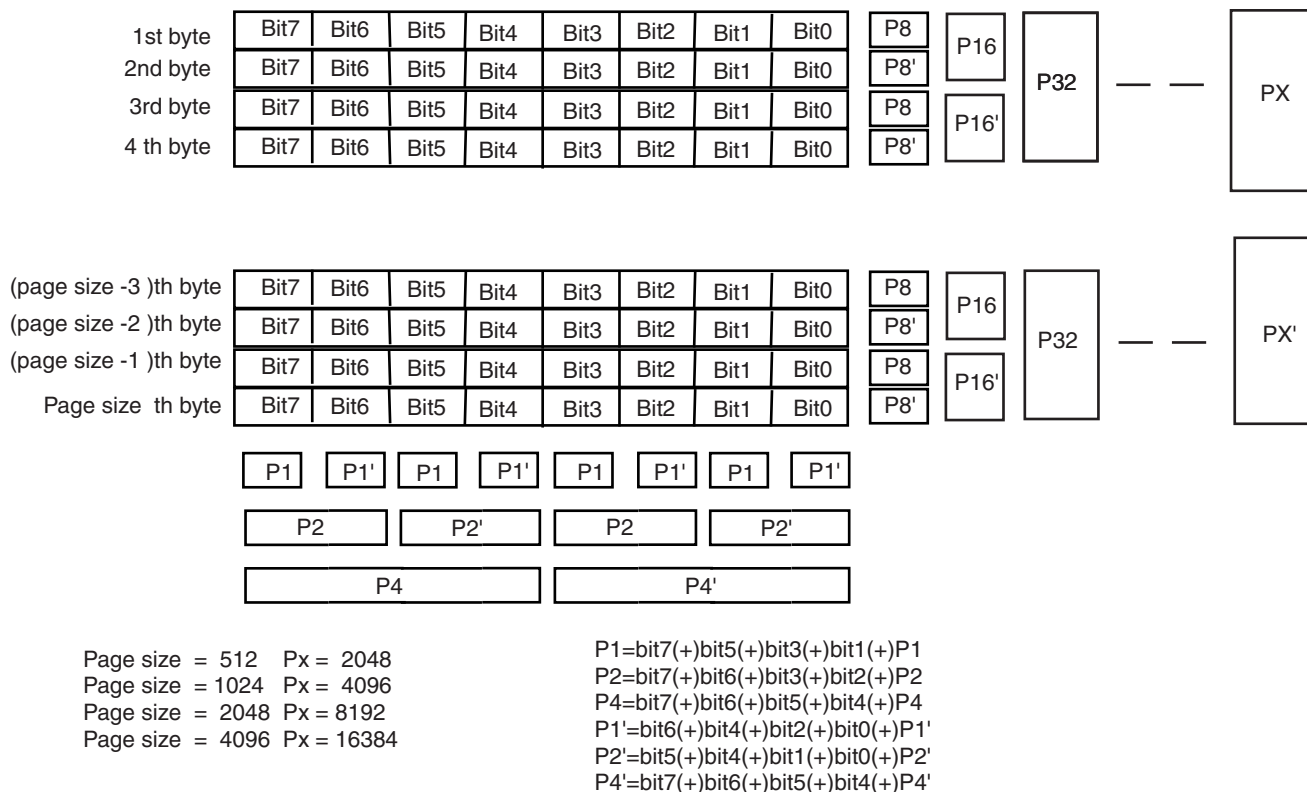 1st byte Bit7 Bit6 Bit5 Bit4 Bit3 Bit2 Bit1 Bit0 P8 P16 P32 PX
2nd byte Bit7 Bit6 Bit5 Bit4 Bit3 Bit2 Bit1 Bit0 P8'
3rd byte Bit7 Bit6 Bit5 Bit4 Bit3 Bit2 Bit1 Bit0 P8 P16'
4 th byte Bit7 Bit6 Bit5 Bit4 Bit3 Bit2 Bit1 Bit0 P8'
(page size -3 )th byte Bit7 Bit6 Bit5 Bit4 Bit3 Bit2 Bit1 Bit0 P8 P16 P32 PX'
(page size -2 )th byte Bit7 Bit6 Bit5 Bit4 Bit3 Bit2 Bit1 Bit0 P8'
(page size -1 )th byte Bit7 Bit6 Bit5 Bit4 Bit3 Bit2 Bit1 Bit0 P8 P16'
Page size th byte Bit7 Bit6 Bit5 Bit4 Bit3 Bit2 Bit1 Bit0 P8'
P1 P1' P1 P1' P1 P1' P1 P1'
P2 P2' P2 P2'
P4 P4'
Page size = 512 Px = 2048
Page size = 1024 Px = 4096
Page size = 2048 Px = 8192
Page size = 4096 Px = 16384
P1=bit7(+)bit5(+)bit3(+)bit1(+)P1
P2=bit7(+)bit6(+)bit3(+)bit2(+)P2
P4=bit7(+)bit6(+)bit5(+)bit4(+)P4
P1'=bit6(+)bit4(+)bit2(+)bit0(+)P1'
P2'=bit5(+)bit4(+)bit1(+)bit0(+)P2'
P4'=bit7(+)bit6(+)bit5(+)bit4(+)P4'